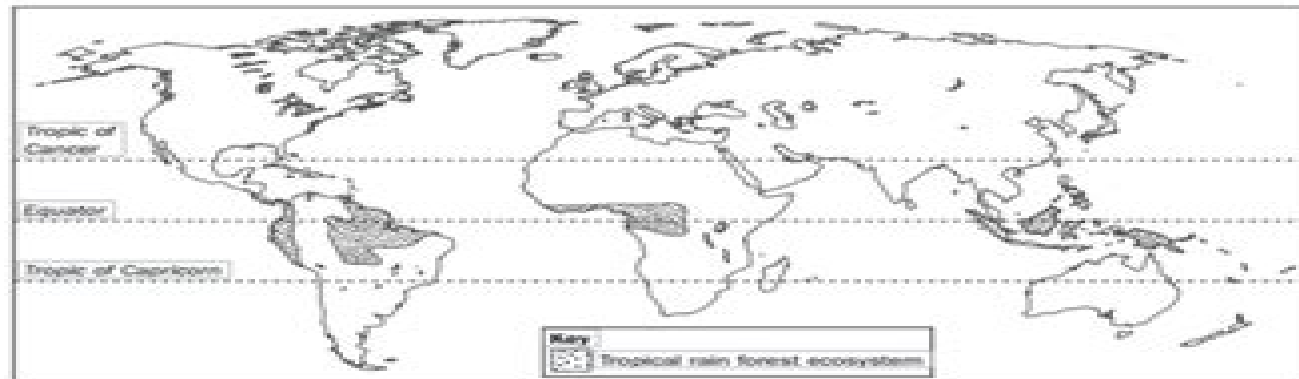 Tropic of
Cancer
Equator
Tropic of Capricorn
Key
Tropical rain forest ecosystem